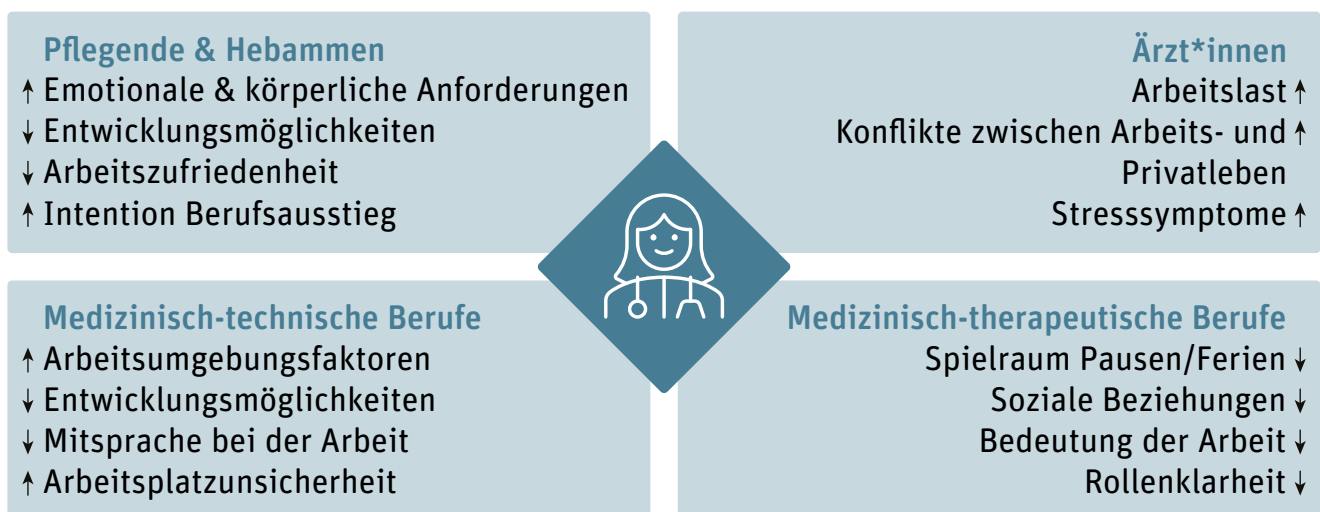 Pflegende & Hebammen
↑ Emotionale & körperliche Anforderungen
↓ Entwicklungsmöglichkeiten
↓ Arbeitszufriedenheit
↑ Intention Berufsausstieg
Ärzt*innen
Arbeitslast ↑
Konflikte zwischen Arbeits- und ↑
Privatleben
Stresssymptome ↑
Medizinisch-technische Berufe
↑ Arbeitsumgebungsfaktoren
↓ Entwicklungsmöglichkeiten
↓ Mitsprache bei der Arbeit
↑ Arbeitsplatzunsicherheit
Medizinisch-therapeutische Berufe
Spielraum Pausen/Ferien ↓
Soziale Beziehungen ↓
Bedeutung der Arbeit ↓
Rollenklarheit ↓